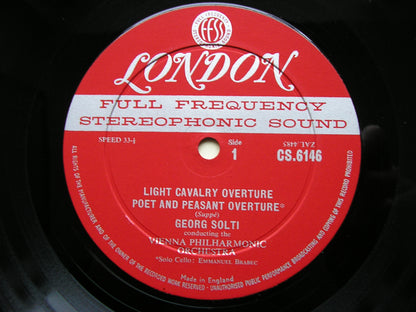 FFSS
LONDON
FULL FREQUENCY
STEREOPHONIC SOUND
SPEED 33⅓
Side
1
ZAL.4485
CS.6146
LIGHT CAVALRY OVERTURE
POET AND PEASANT OVERTURE*
(Suppé)
GEORG SOLTI
conducting the
VIENNA PHILHARMONIC
ORCHESTRA
*Solo Cello: EMMANUEL BRABEC
Made in England
ALL RIGHTS OF THE MANUFACTURER AND OF THE OWNER OF THE RECORDED WORK RESERVED · UNAUTHORISED PUBLIC PERFORMANCE BROADCASTING AND COPYING OF THIS RECORD PROHIBITED